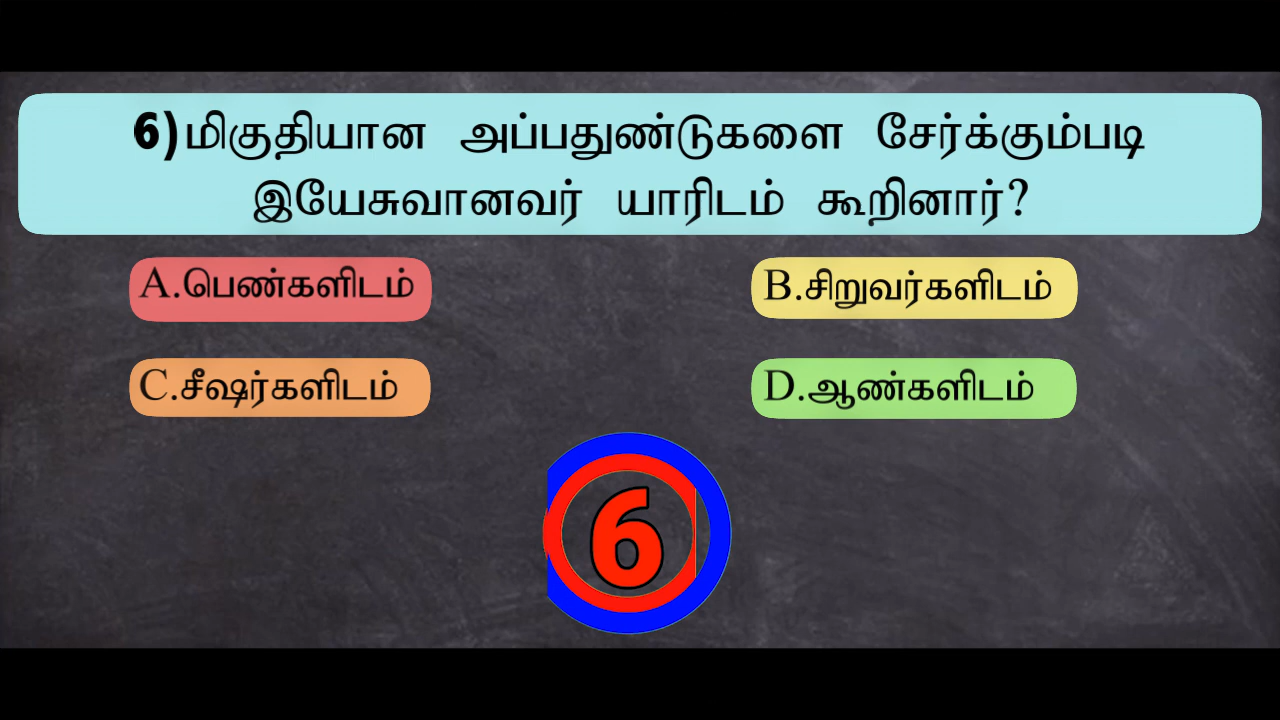 6)மிகுதியான அப்பதுண்டுகளை சேர்க்கும்படி
இயேசுவானவர் யாரிடம் கூறினார்?
A.பெண்களிடம்
B.சிறுவர்களிடம்
C.சீஷர்களிடம்
D.ஆண்களிடம்
6